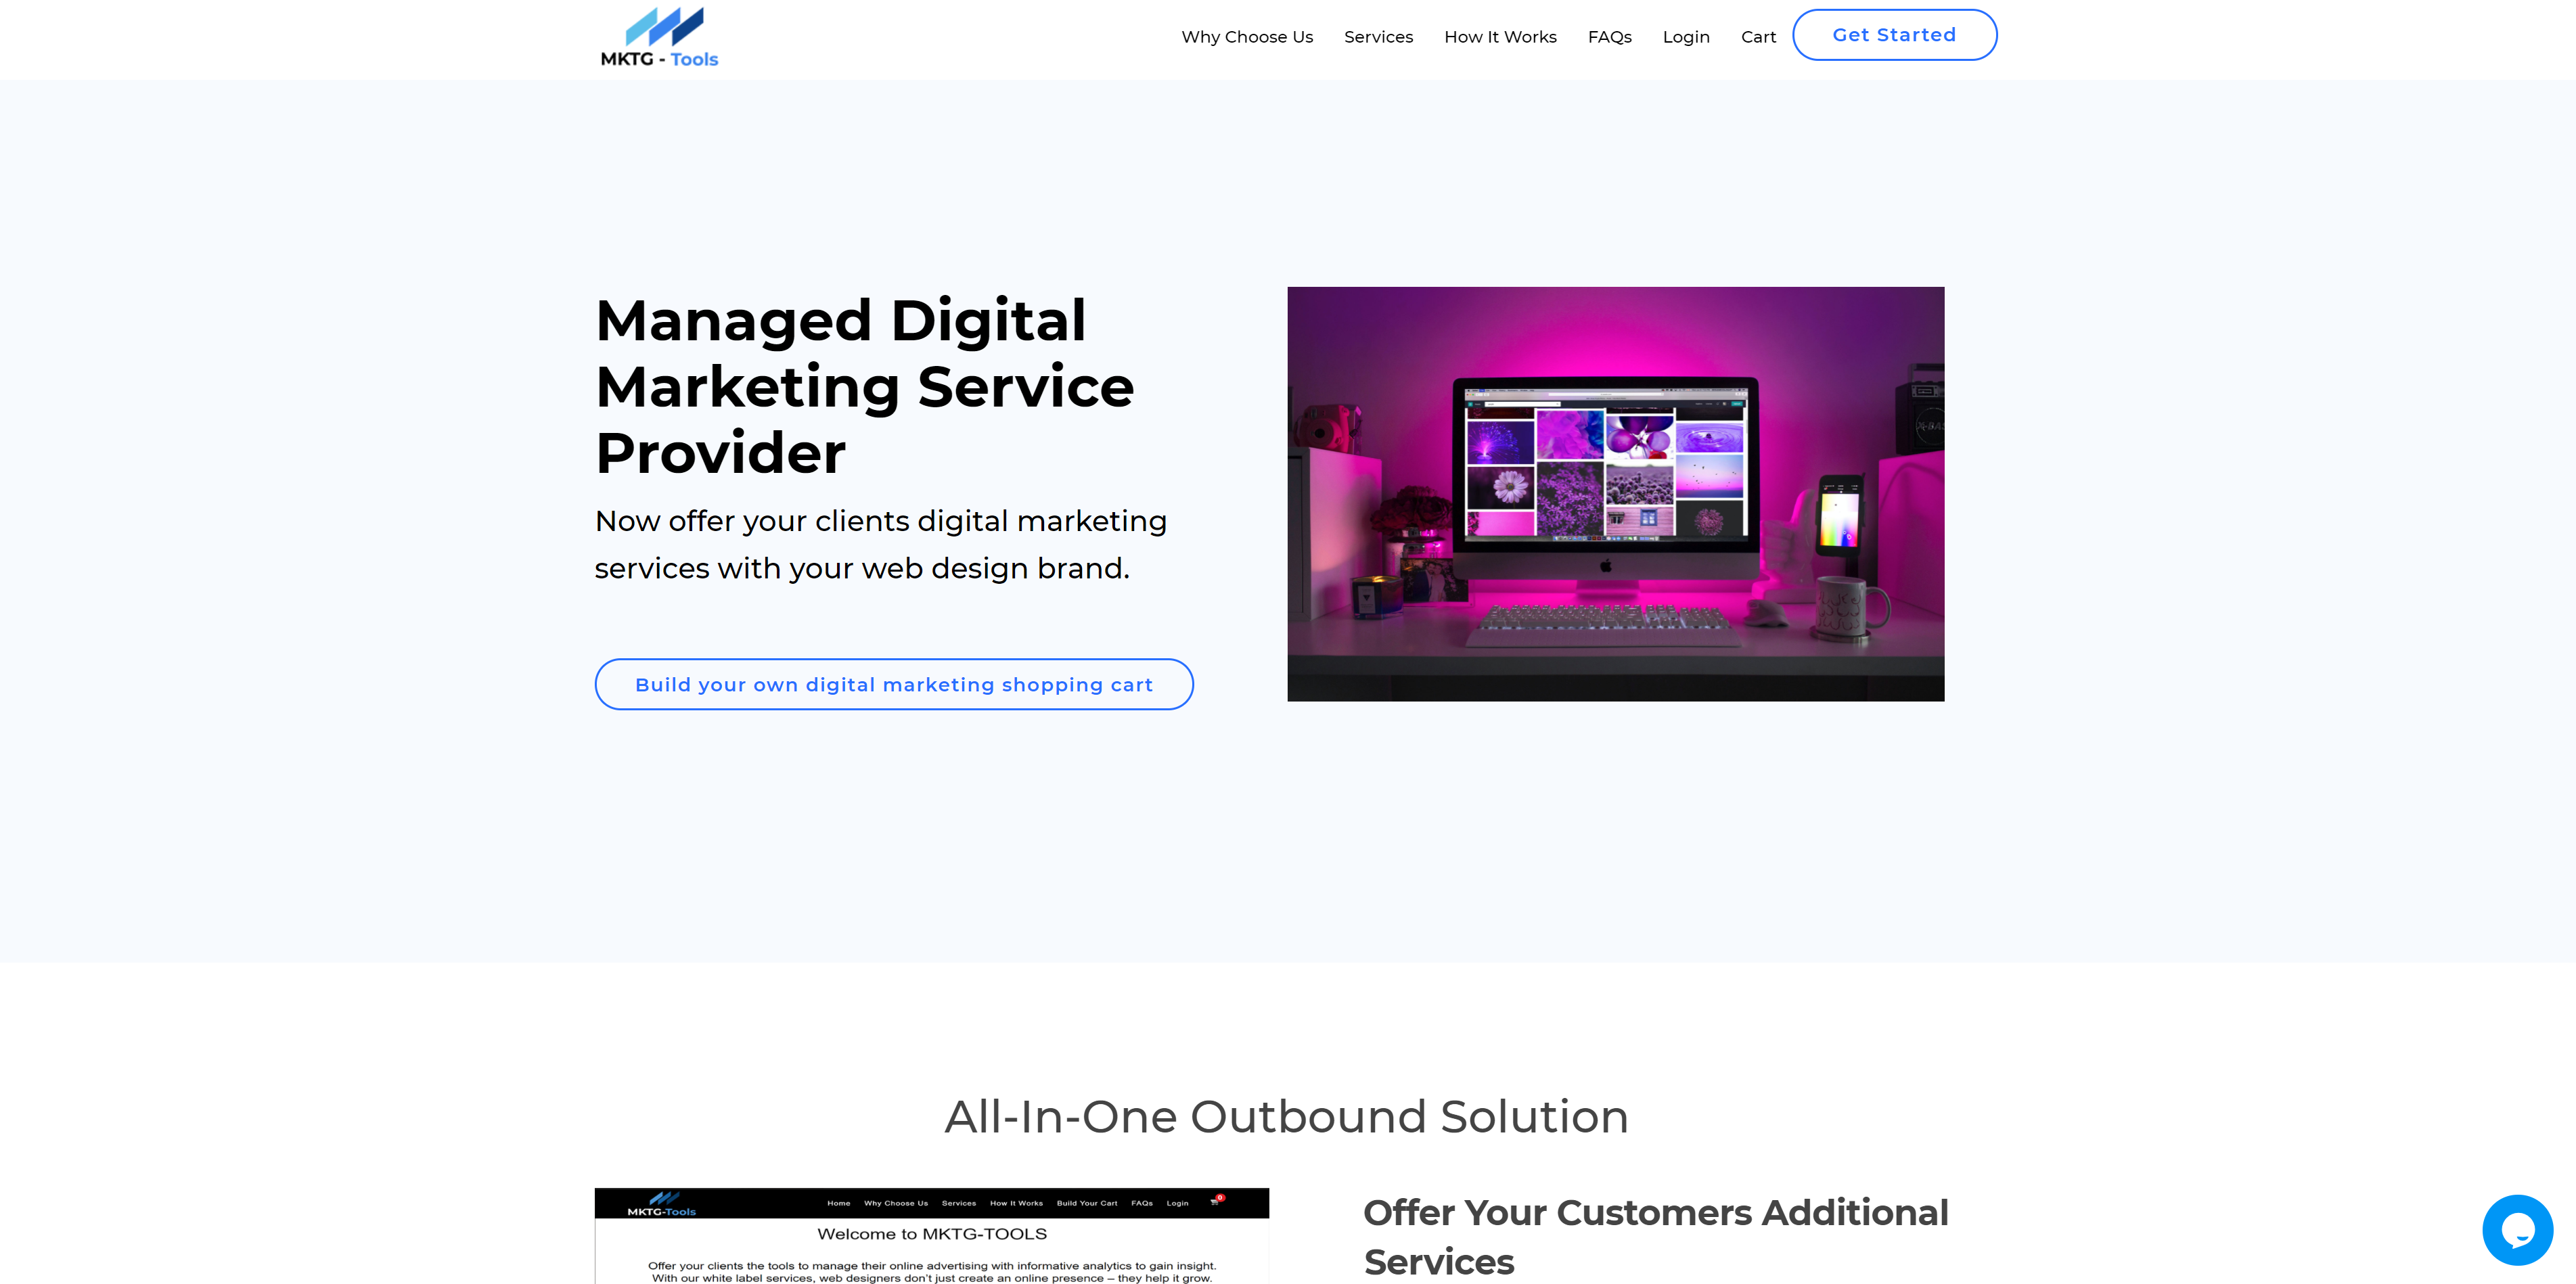 MKTG - Tools
Why Choose Us
Services
How It Works
FAQs
Login
Cart
Get Started
Managed Digital
Marketing Service
Provider
Now offer your clients digital marketing
services with your web design brand.
Build your own digital marketing shopping cart
All-In-One Outbound Solution
MKTG-Tools
Home
Why Choose Us
Services
How It Works
Build Your Cart
FAQs
Login
0
Welcome to MKTG-TOOLS
Offer your clients the tools to manage their online advertising with informative analytics to gain insight.
With our white label services, web designers don't just create an online presence – they help it grow.
Offer Your Customers Additional
Services